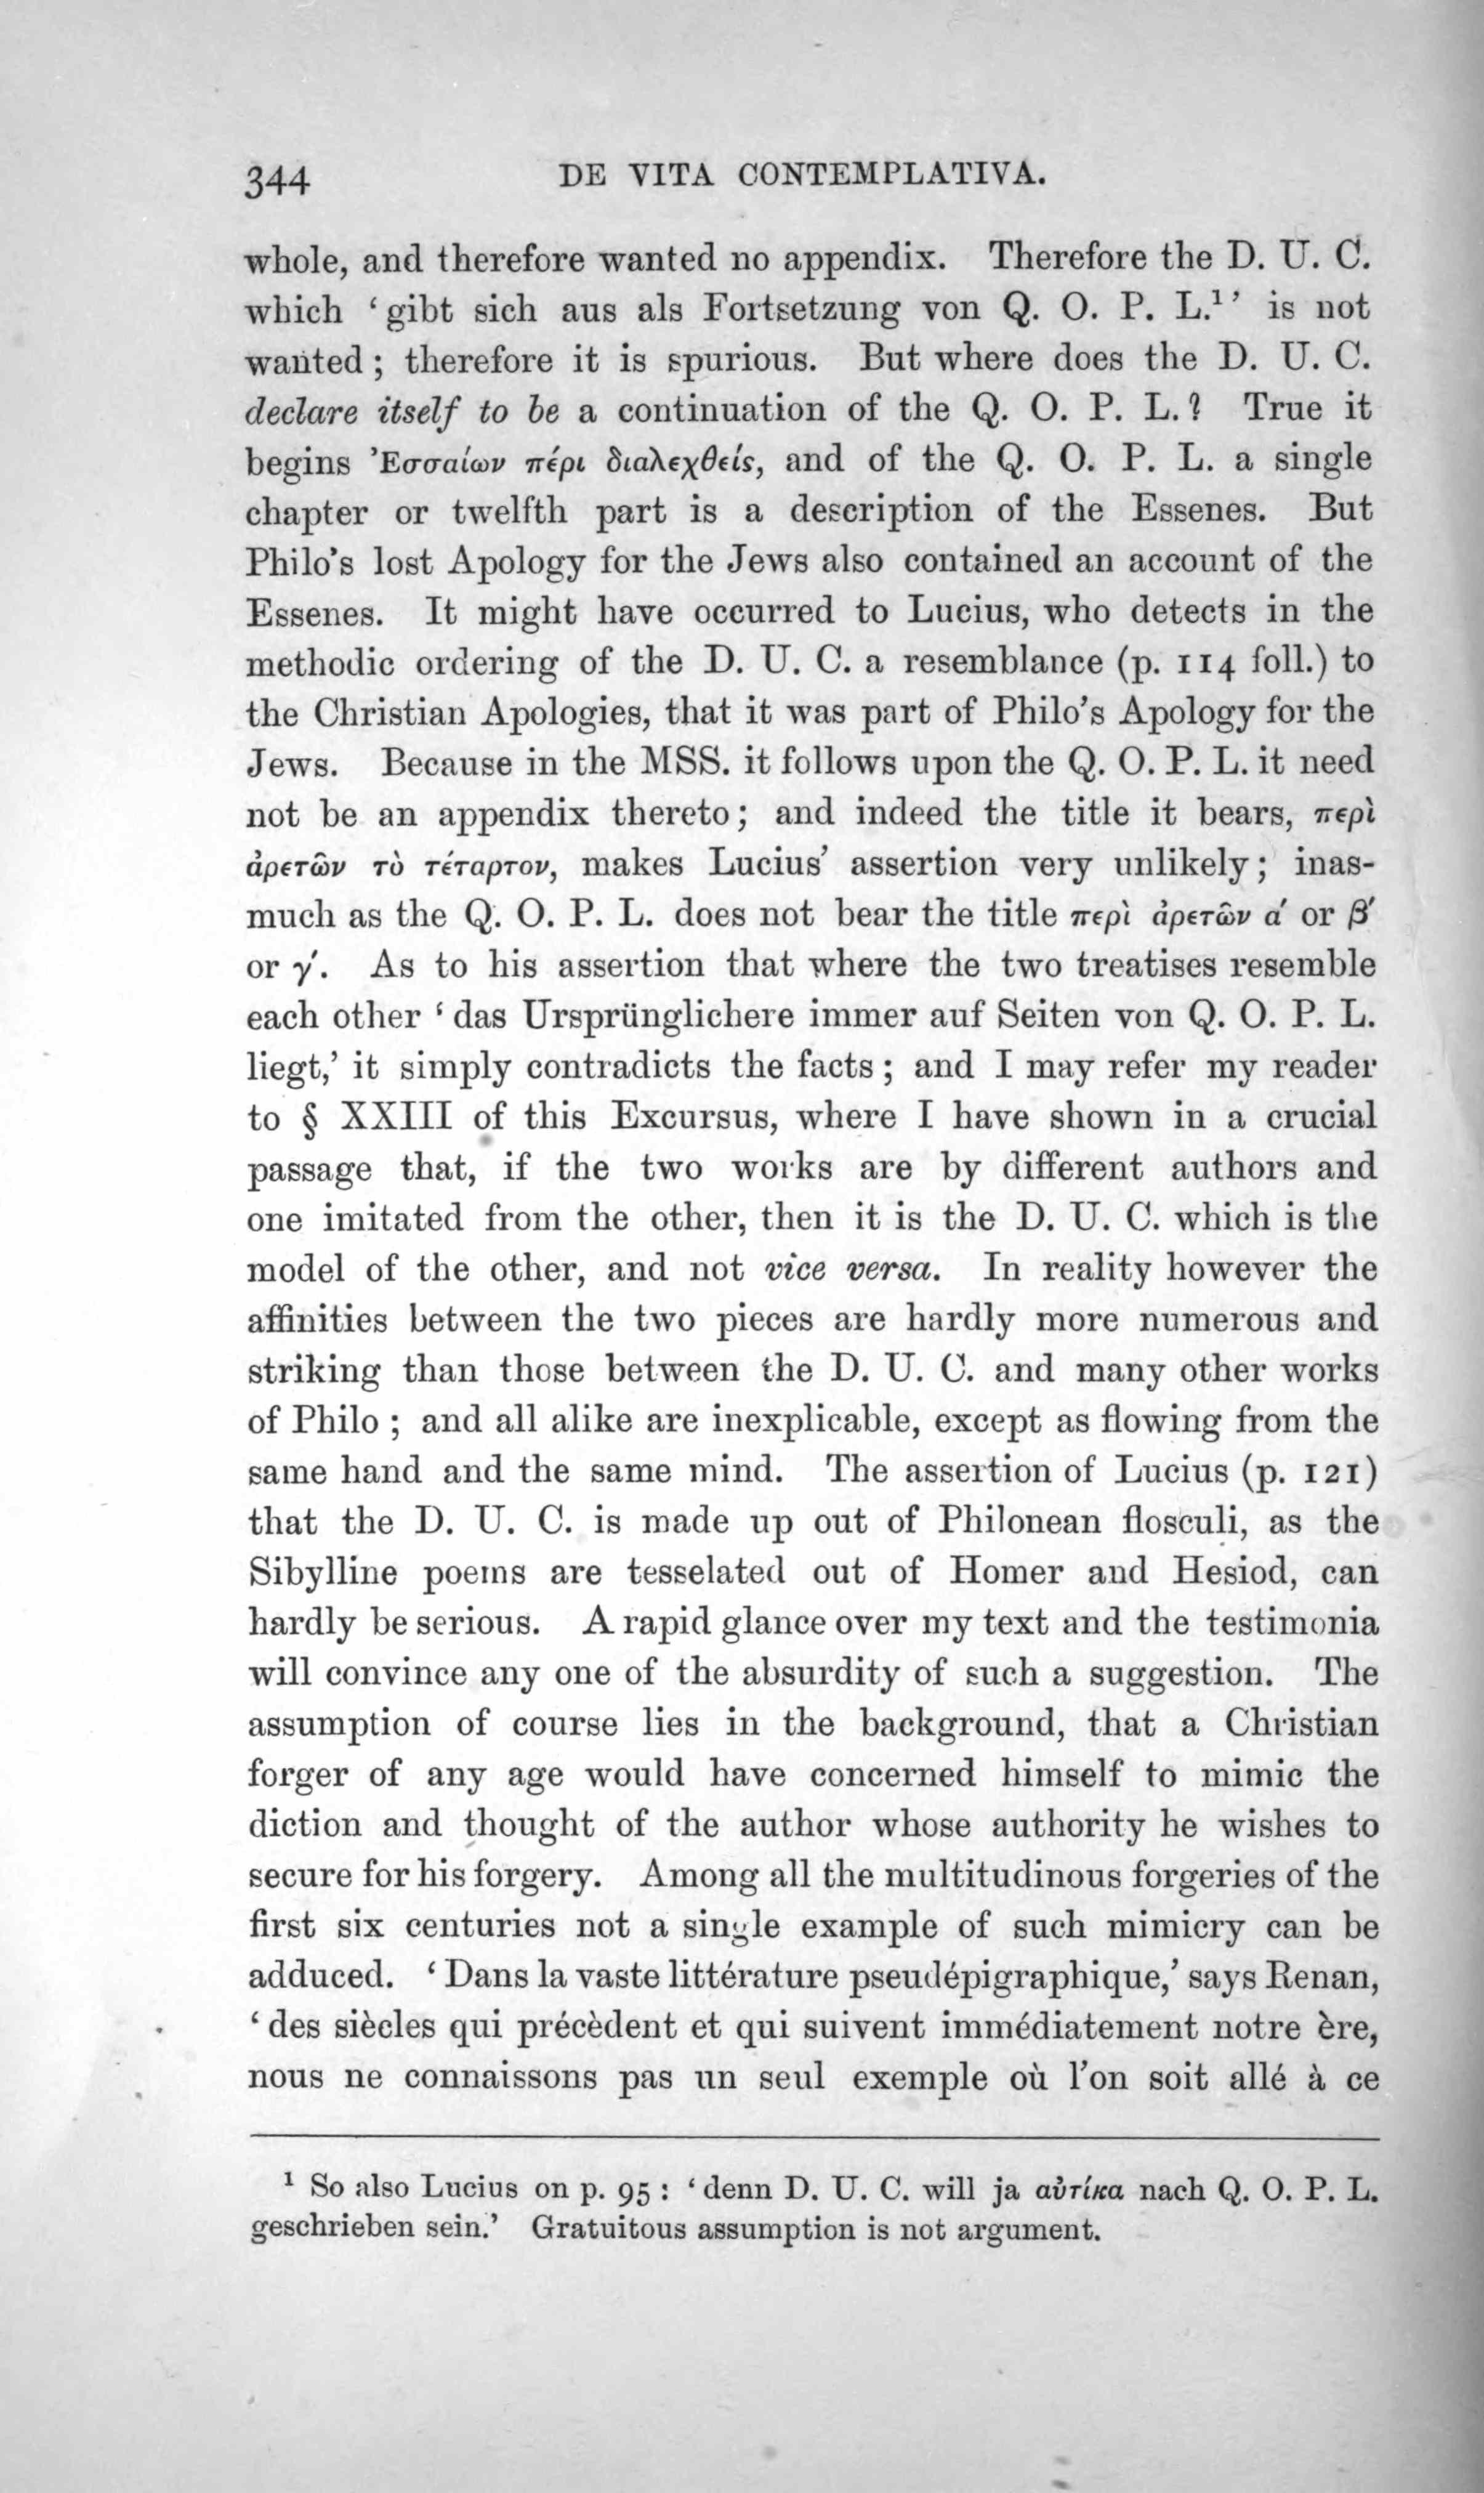 344 DE VITA CONTEMPLATIVA.
whole, and therefore wanted no appendix. Therefore the D. U. C.
which ‘gibt sich aus als Fortsetzung von Q. O. P. L.¹’ is not
wanted; therefore it is spurious. But where does the D. U. C.
declare itself to be a continuation of the Q. O. P. L.? True it
begins Ἐσσαίων πέρι διαλεχθείς, and of the Q. O. P. L. a single
chapter or twelfth part is a description of the Essenes. But
Philo’s lost Apology for the Jews also contained an account of the
Essenes. It might have occurred to Lucius, who detects in the
methodic ordering of the D. U. C. a resemblance (p. 114 foll.) to
the Christian Apologies, that it was part of Philo’s Apology for the
Jews. Because in the MSS. it follows upon the Q. O. P. L. it need
not be an appendix thereto; and indeed the title it bears, περὶ
ἀρετῶν τὸ τέταρτον, makes Lucius’ assertion very unlikely; inas-
much as the Q. O. P. L. does not bear the title περὶ ἀρετῶν α′ or β′
or γ′. As to his assertion that where the two treatises resemble
each other ‘das Ursprünglichere immer auf Seiten von Q. O. P. L.
liegt,’ it simply contradicts the facts; and I may refer my reader
to § XXIII of this Excursus, where I have shown in a crucial
passage that, if the two works are by different authors and
one imitated from the other, then it is the D. U. C. which is the
model of the other, and not vice versa. In reality however the
affinities between the two pieces are hardly more numerous and
striking than those between the D. U. C. and many other works
of Philo; and all alike are inexplicable, except as flowing from the
same hand and the same mind. The assertion of Lucius (p. 121)
that the D. U. C. is made up out of Philonean flosculi, as the
Sibylline poems are tesselated out of Homer and Hesiod, can
hardly be serious. A rapid glance over my text and the testimonia
will convince any one of the absurdity of such a suggestion. The
assumption of course lies in the background, that a Christian
forger of any age would have concerned himself to mimic the
diction and thought of the author whose authority he wishes to
secure for his forgery. Among all the multitudinous forgeries of the
first six centuries not a single example of such mimicry can be
adduced. ‘Dans la vaste littérature pseudépigraphique,’ says Renan,
‘des siècles qui précèdent et qui suivent immédiatement notre ère,
nous ne connaissons pas un seul exemple où l’on soit allé à ce
¹ So also Lucius on p. 95: ‘denn D. U. C. will ja αὐτίκα nach Q. O. P. L.
geschrieben sein.’ Gratuitous assumption is not argument.